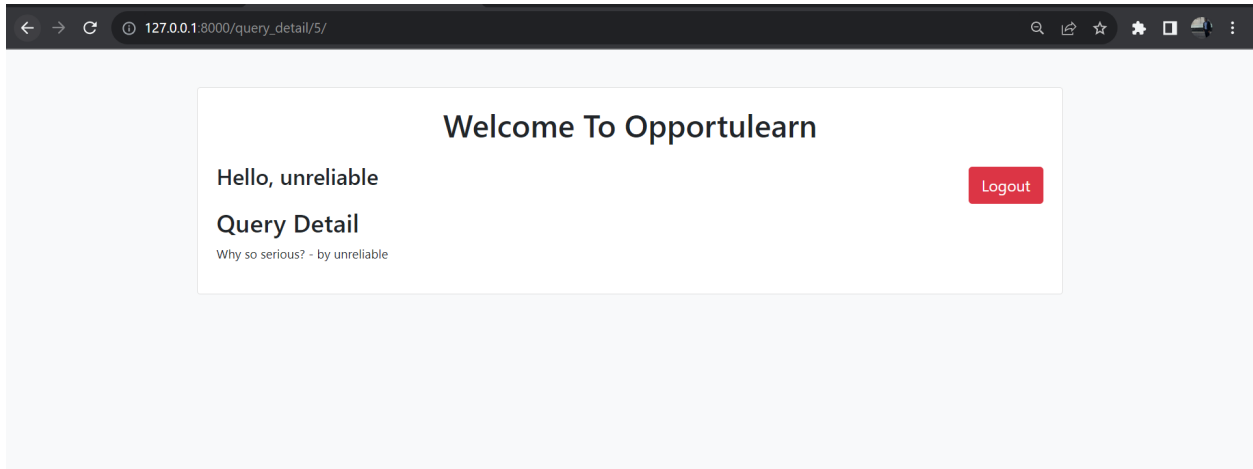 127.0.0.1:8000/query_detail/5/
Welcome To Opportulearn
Hello, unreliable
Logout
Query Detail
Why so serious? - by unreliable